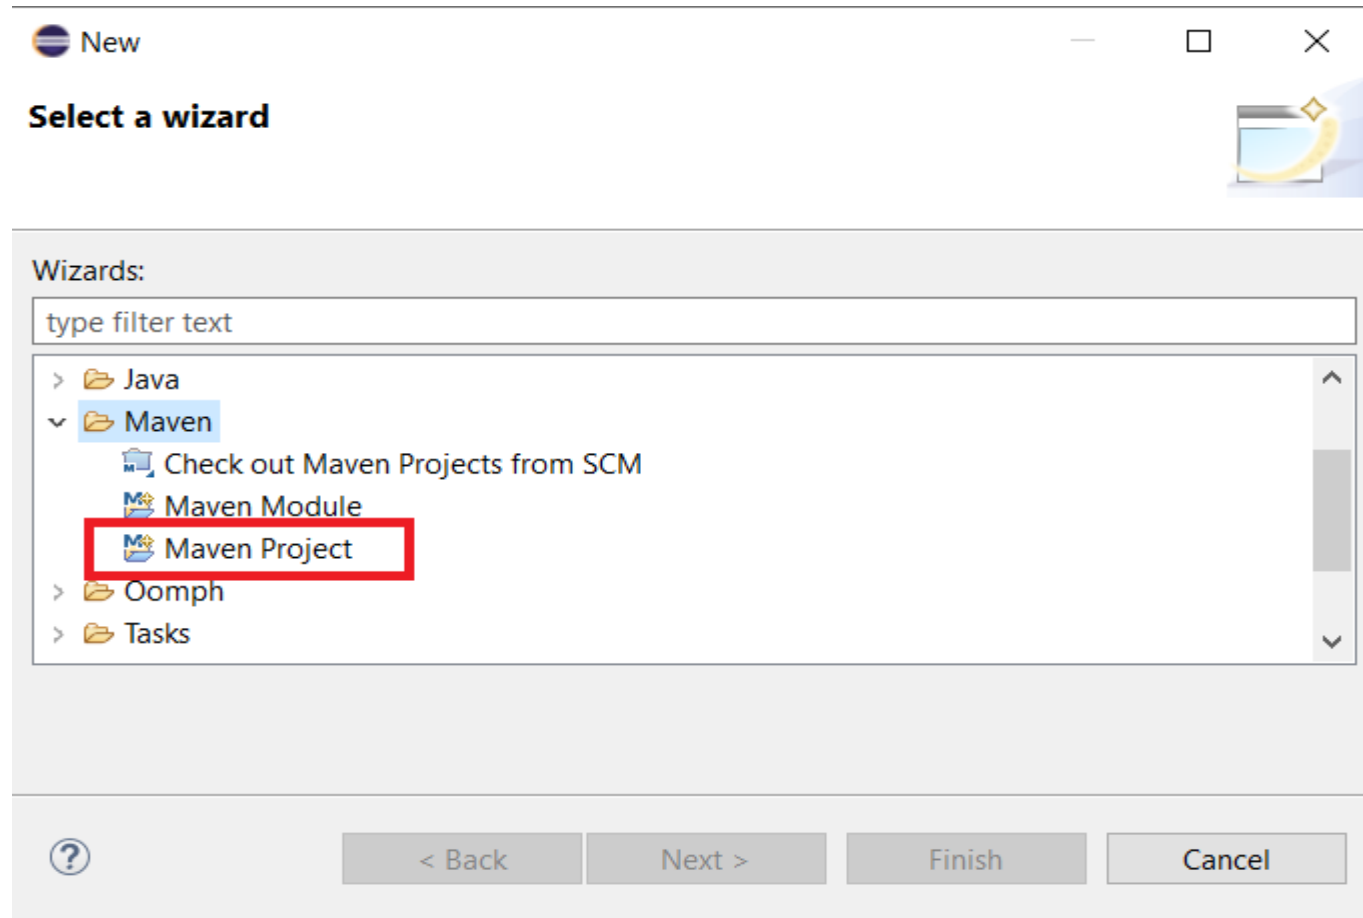 New
Select a wizard
Wizards:
type filter text
Java
Maven
Check out Maven Projects from SCM
Maven Module
Maven Project
Oomph
Tasks
< Back Next > Finish Cancel